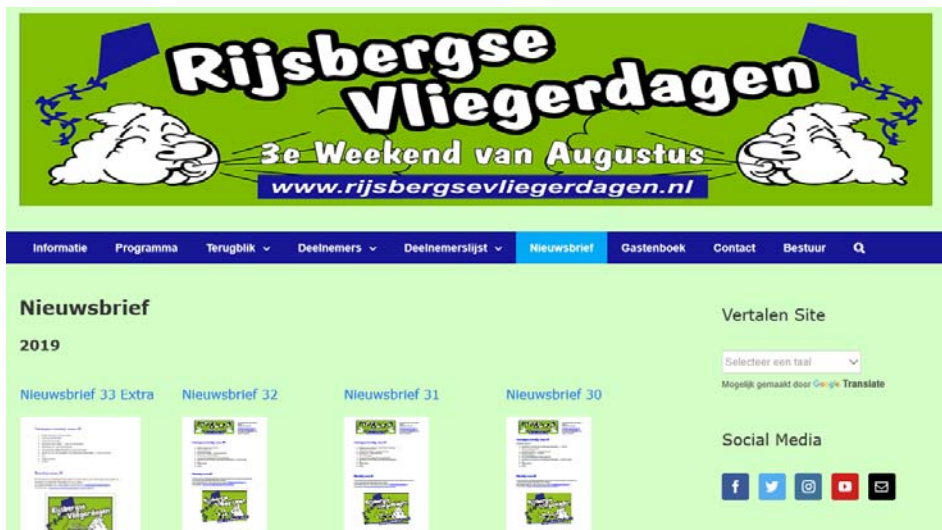 Rijsbergse
Vliegerdagen
3e Weekend van Augustus
www.rijsbergsevliegerdagen.nl
Informatie Programma Terugblik Deelnemers Deelnemerslijst Nieuwsbrief Gastenboek Contact Bestuur
Nieuwsbrief
2019
Nieuwsbrief 33 Extra Nieuwsbrief 32 Nieuwsbrief 31 Nieuwsbrief 30
Rijsbergse
Vliegerdagen
Vertalen Site
Selecteer een taal
Mogelijk gemaakt door Google Translate
Social Media